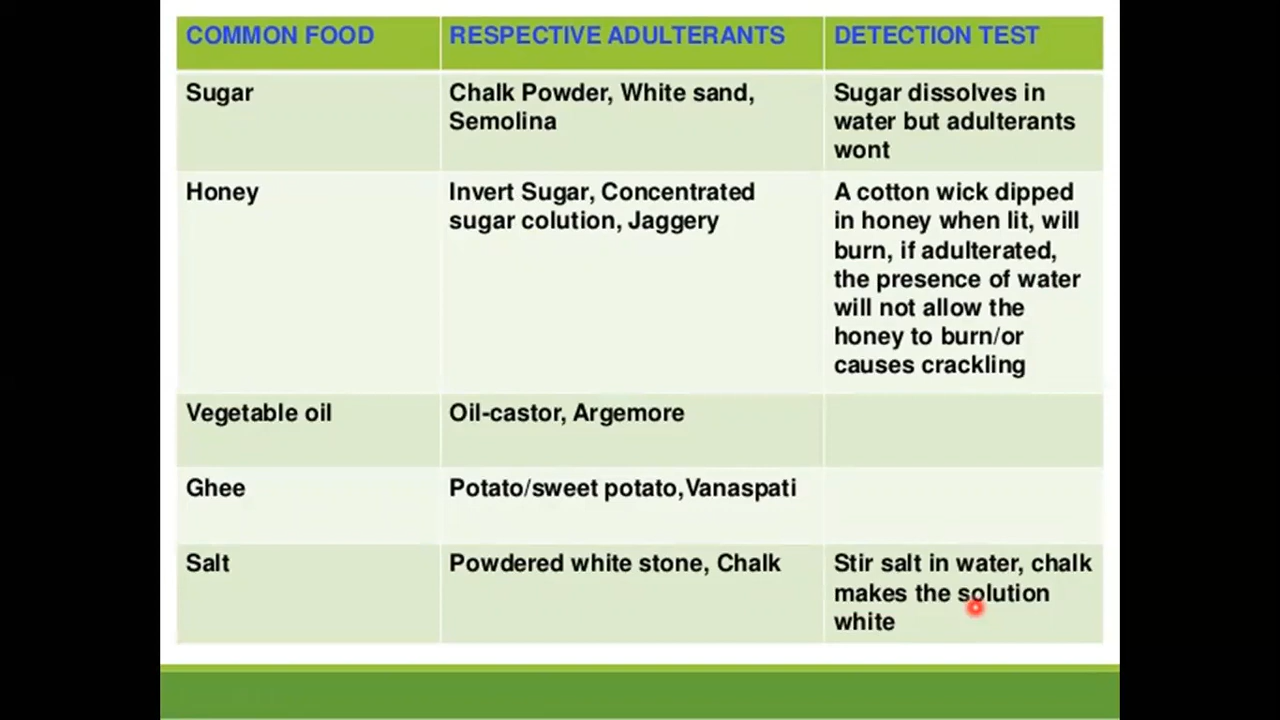 COMMON FOOD RESPECTIVE ADULTERANTS DETECTION TEST
Sugar
Chalk Powder, White sand,
Semolina
Sugar dissolves in
water but adulterants
wont
Honey
Invert Sugar, Concentrated
sugar colution, Jaggery
A cotton wick dipped
in honey when lit, will
burn, if adulterated,
the presence of water
will not allow the
honey to burn/or
causes crackling
Vegetable oil
Oil-castor, Argemore
Ghee
Potato/sweet potato,Vanaspati
Salt
Powdered white stone, Chalk
Stir salt in water, chalk
makes the solution
white